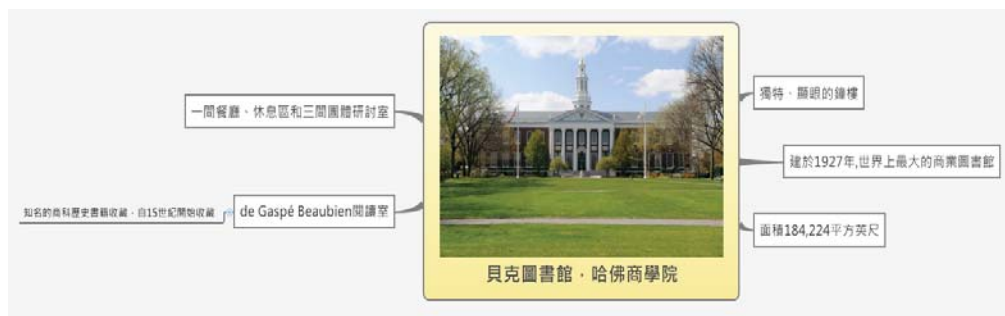 一間餐廳、休息區和三間團體研討室
知名的商科歷史書籍收藏，自15世紀開始收藏
de Gaspé Beaubien閱讀室
貝克圖書館，哈佛商學院
獨特，顯眼的鐘樓
建於1927年,世界上最大的商業圖書館
面積184,224平方英尺